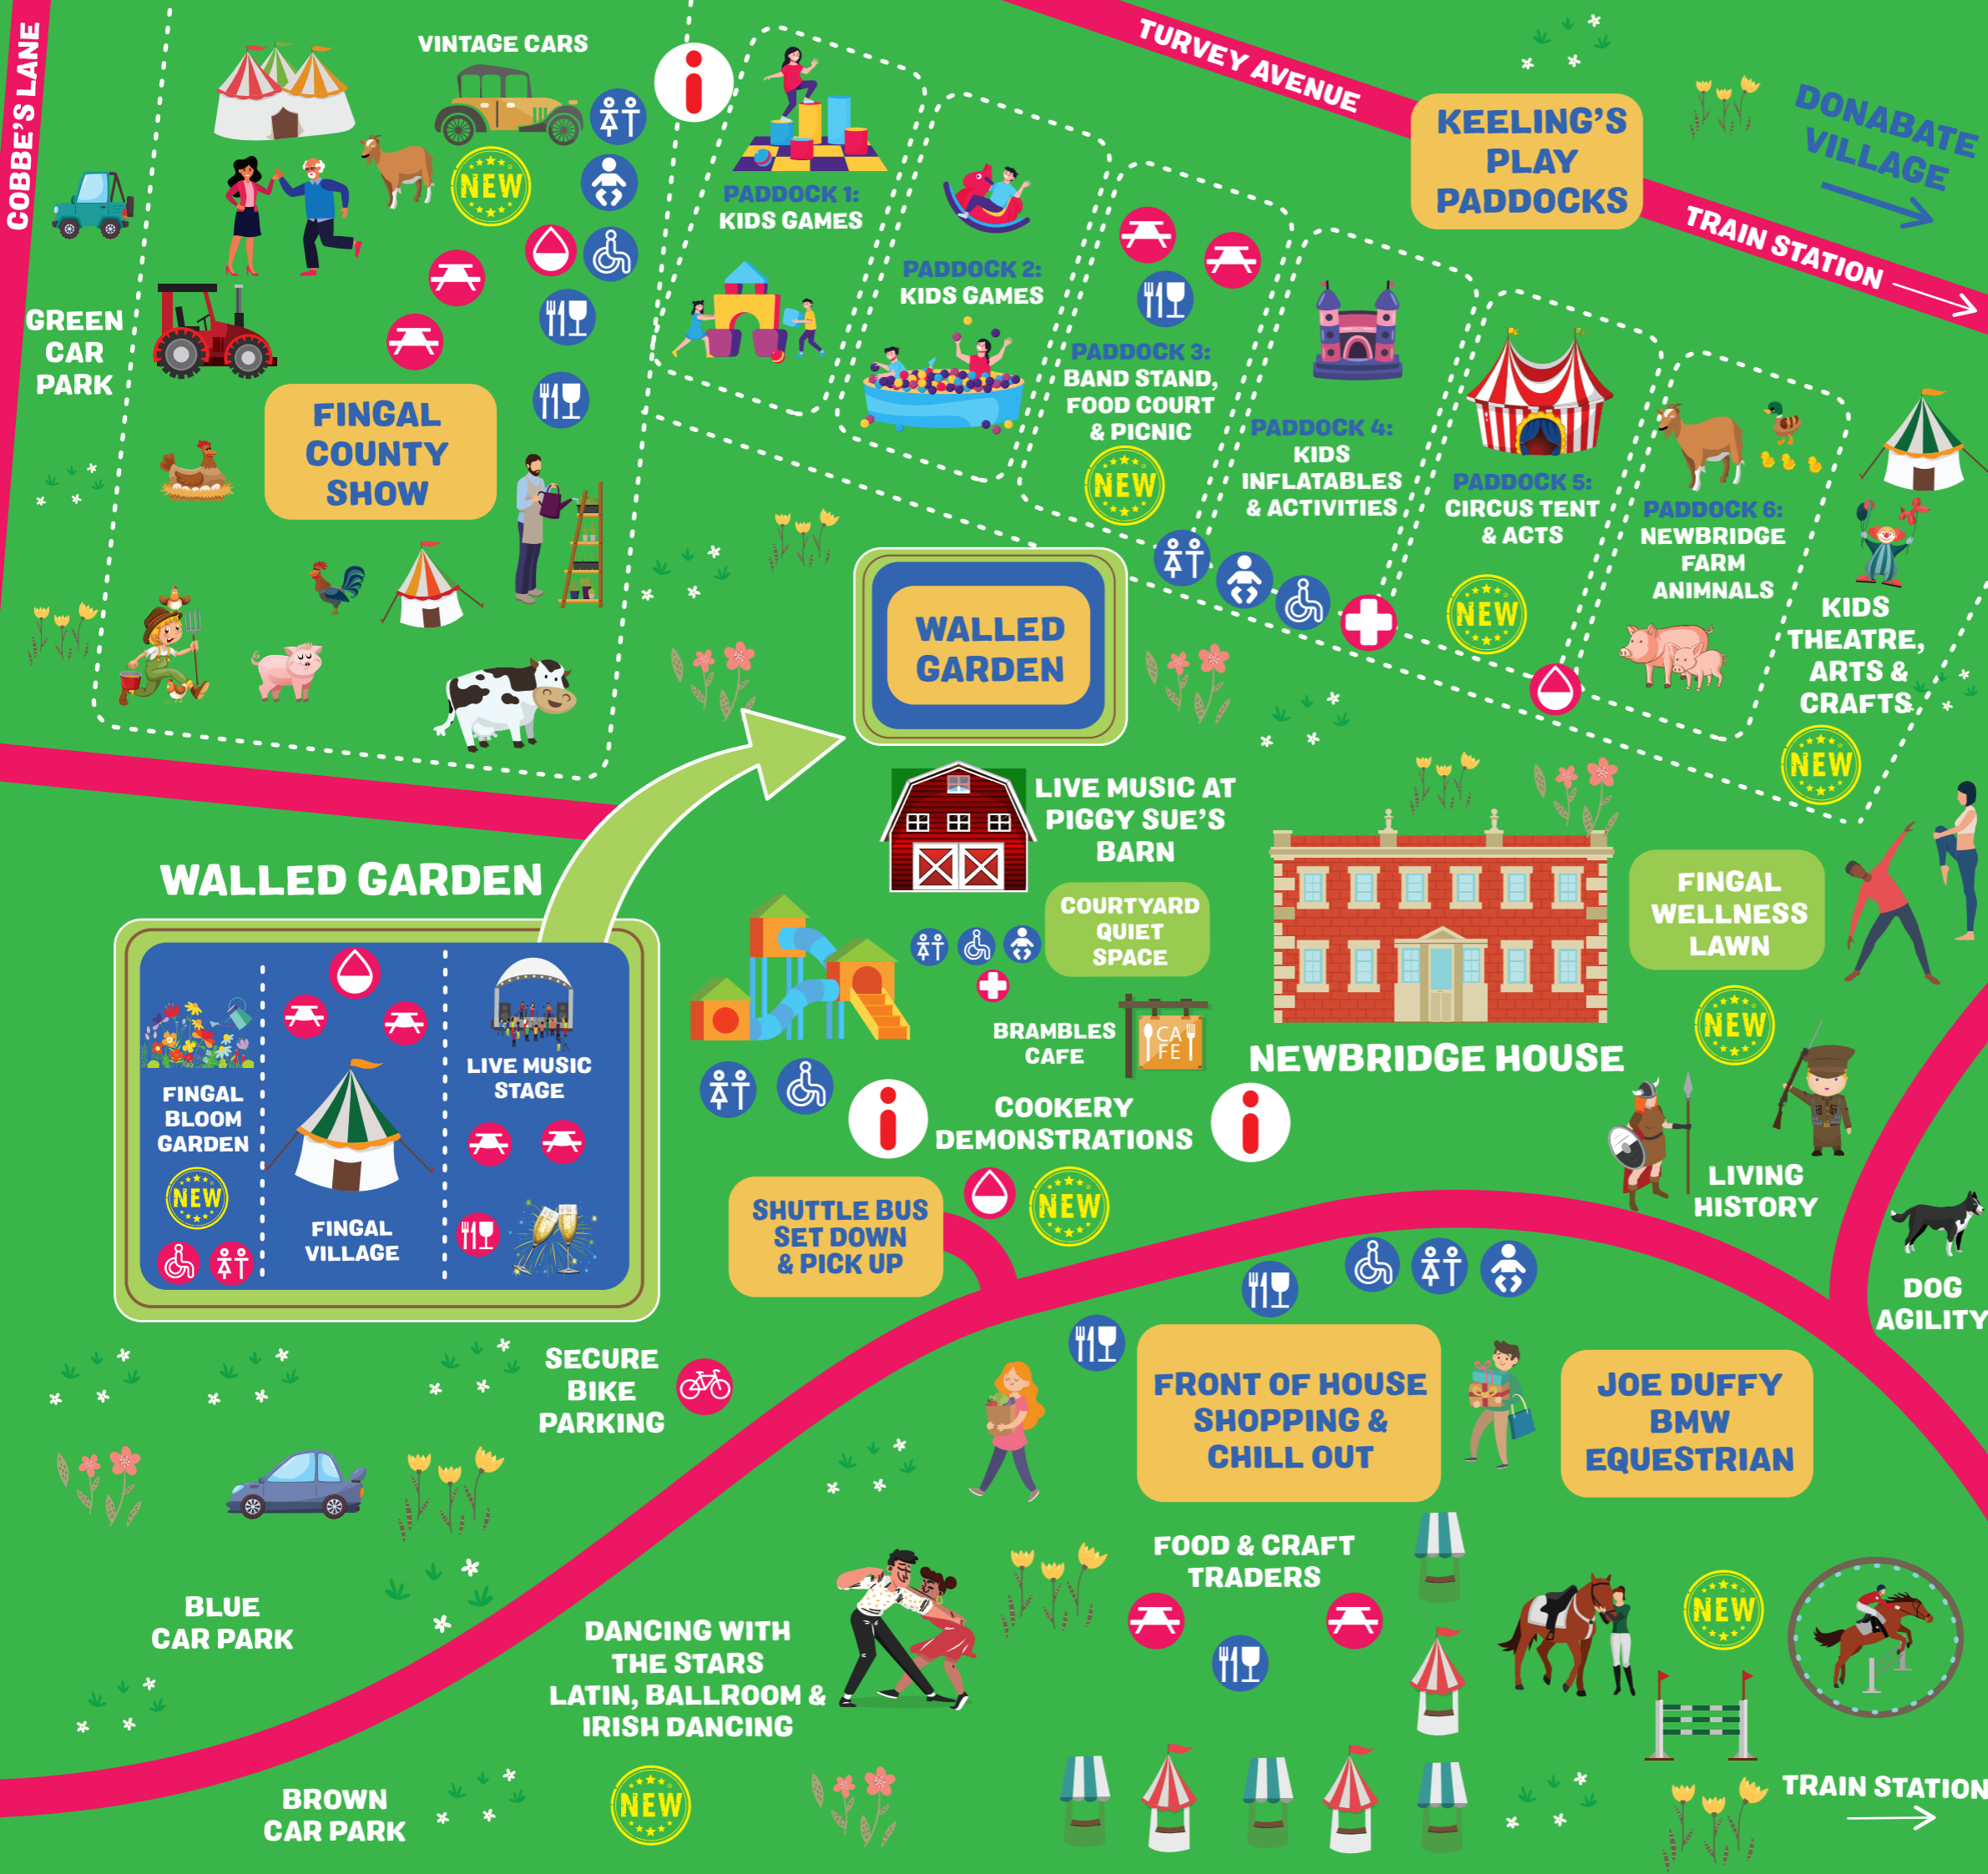 COBBE'S LANE
VINTAGE CARS
NEW
GREEN
CAR
PARK
FINGAL
COUNTY
SHOW
i
PADDOCK 1:
KIDS GAMES
PADDOCK 2:
KIDS GAMES
PADDOCK 3:
BAND STAND,
FOOD COURT
& PICNIC
NEW
PADDOCK 4:
KIDS
INFLATABLES
& ACTIVITIES
PADDOCK 5:
CIRCUS TENT
& ACTS
NEW
PADDOCK 6:
NEWBRIDGE
FARM
ANIMNALS
KIDS
THEATRE,
ARTS &
CRAFTS
NEW
TURVEY AVENUE
KEELING'S
PLAY
PADDOCKS
TRAIN STATION
DONABATE
VILLAGE
WALLED
GARDEN
LIVE MUSIC AT
PIGGY SUE'S
BARN
COURTYARD
QUIET
SPACE
BRAMBLES
CAFE
CA
FE
NEWBRIDGE HOUSE
FINGAL
WELLNESS
LAWN
NEW
LIVING
HISTORY
DOG
AGILITY
WALLED GARDEN
FINGAL
BLOOM
GARDEN
NEW
FINGAL
VILLAGE
LIVE MUSIC
STAGE
i
COOKERY
DEMONSTRATIONS
i
NEW
SHUTTLE BUS
SET DOWN
& PICK UP
SECURE
BIKE
PARKING
FRONT OF HOUSE
SHOPPING &
CHILL OUT
JOE DUFFY
BMW
EQUESTRIAN
FOOD & CRAFT
TRADERS
NEW
BLUE
CAR PARK
DANCING WITH
THE STARS
LATIN, BALLROOM &
IRISH DANCING
NEW
BROWN
CAR PARK
TRAIN STATION